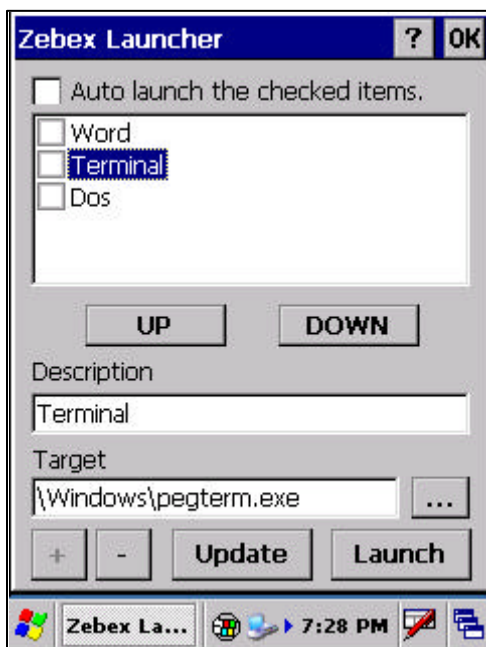 Zebex Launcher ? OK
Auto launch the checked items.
Word
Terminal
Dos
UP DOWN
Description
Terminal
Target
\Windows\pegterm.exe ...
+ - Update Launch
Zebex La... 7:28 PM